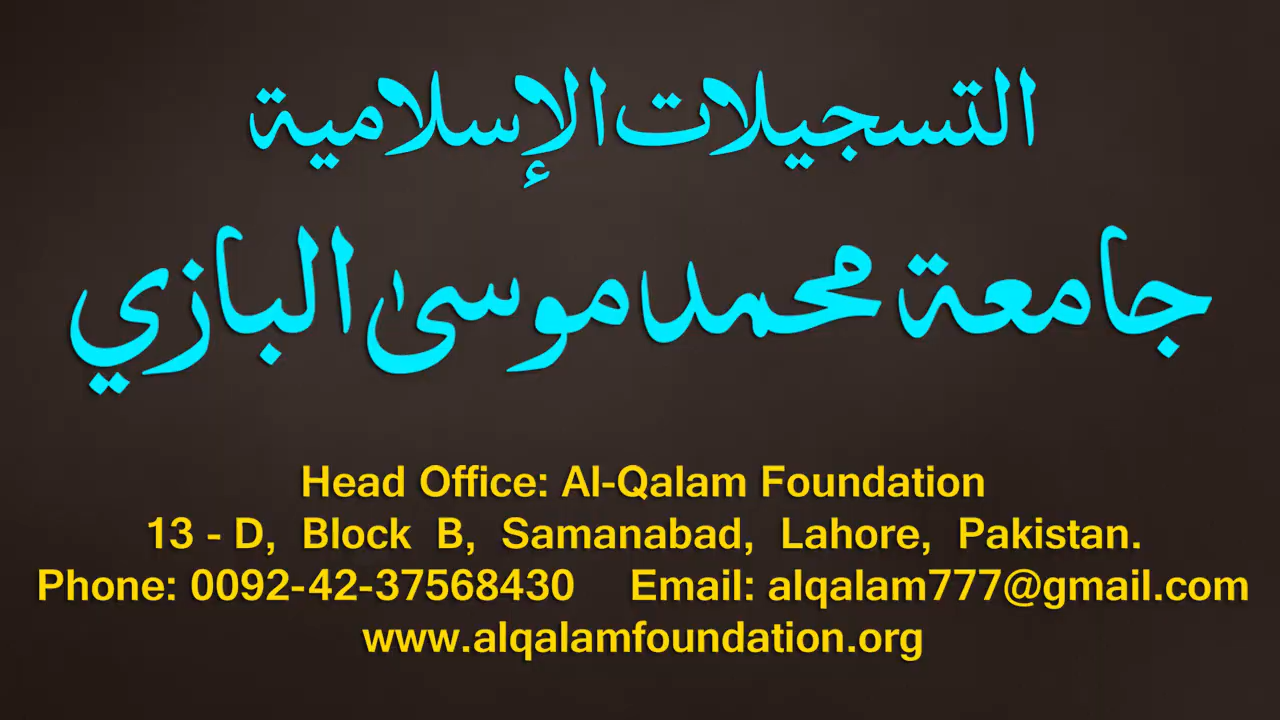 التسجيلات الإسلامية
جامعة محمد موسىٰ البازي
Head Office: Al-Qalam Foundation
13 - D, Block B, Samanabad, Lahore, Pakistan.
Phone: 0092-42-37568430 Email: alqalam777@gmail.com
www.alqalamfoundation.org